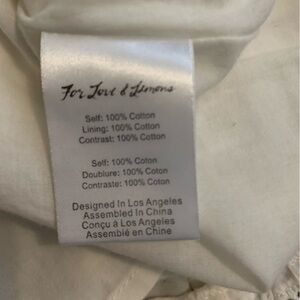 For Love & Lemons
Self: 100% Cotton
Lining: 100% Cotton
Contrast: 100% Cotton
Self: 100% Coton
Doublure: 100% Coton
Contraste: 100% Coton
Designed In Los Angeles
Assembled In China
Conçu à Los Angeles
Assemblé en Chine